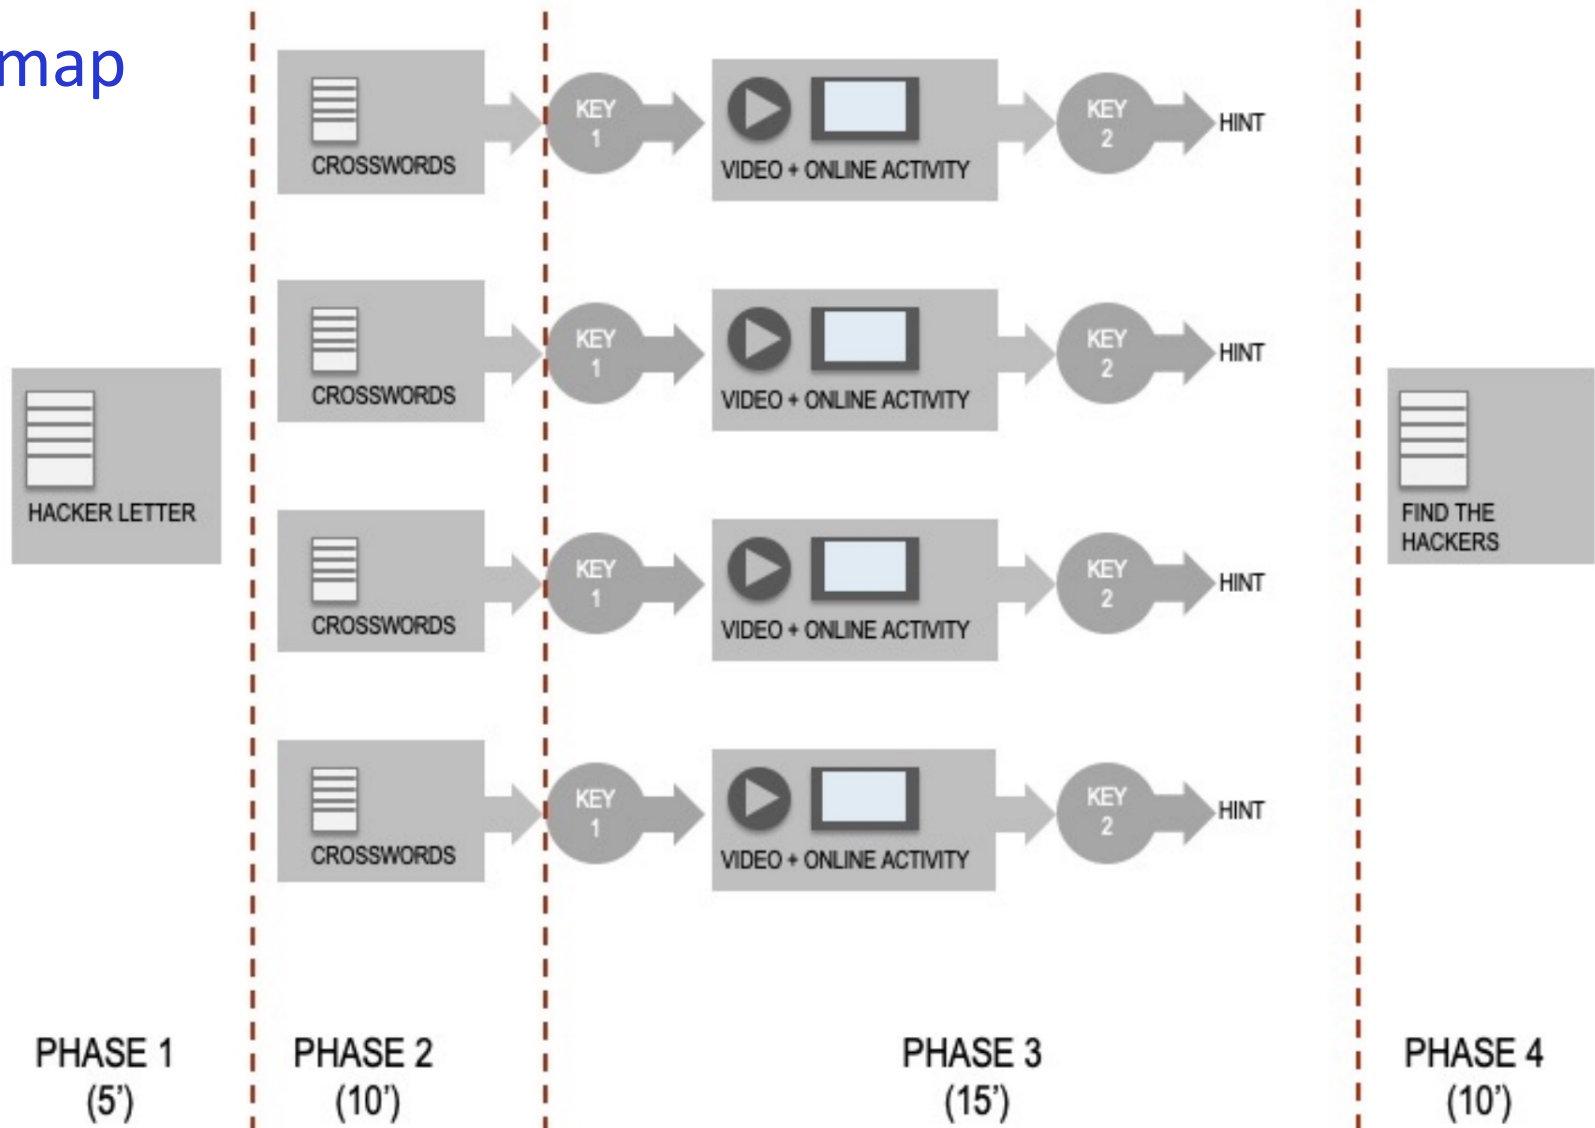 map
CROSSWORDS
KEY
1
VIDEO + ONLINE ACTIVITY
KEY
2
HINT
CROSSWORDS
KEY
1
VIDEO + ONLINE ACTIVITY
KEY
2
HINT
HACKER LETTER
FIND THE
HACKERS
CROSSWORDS
KEY
1
VIDEO + ONLINE ACTIVITY
KEY
2
HINT
CROSSWORDS
KEY
1
VIDEO + ONLINE ACTIVITY
KEY
2
HINT
PHASE 1
(5’)
PHASE 2
(10’)
PHASE 3
(15’)
PHASE 4
(10’)